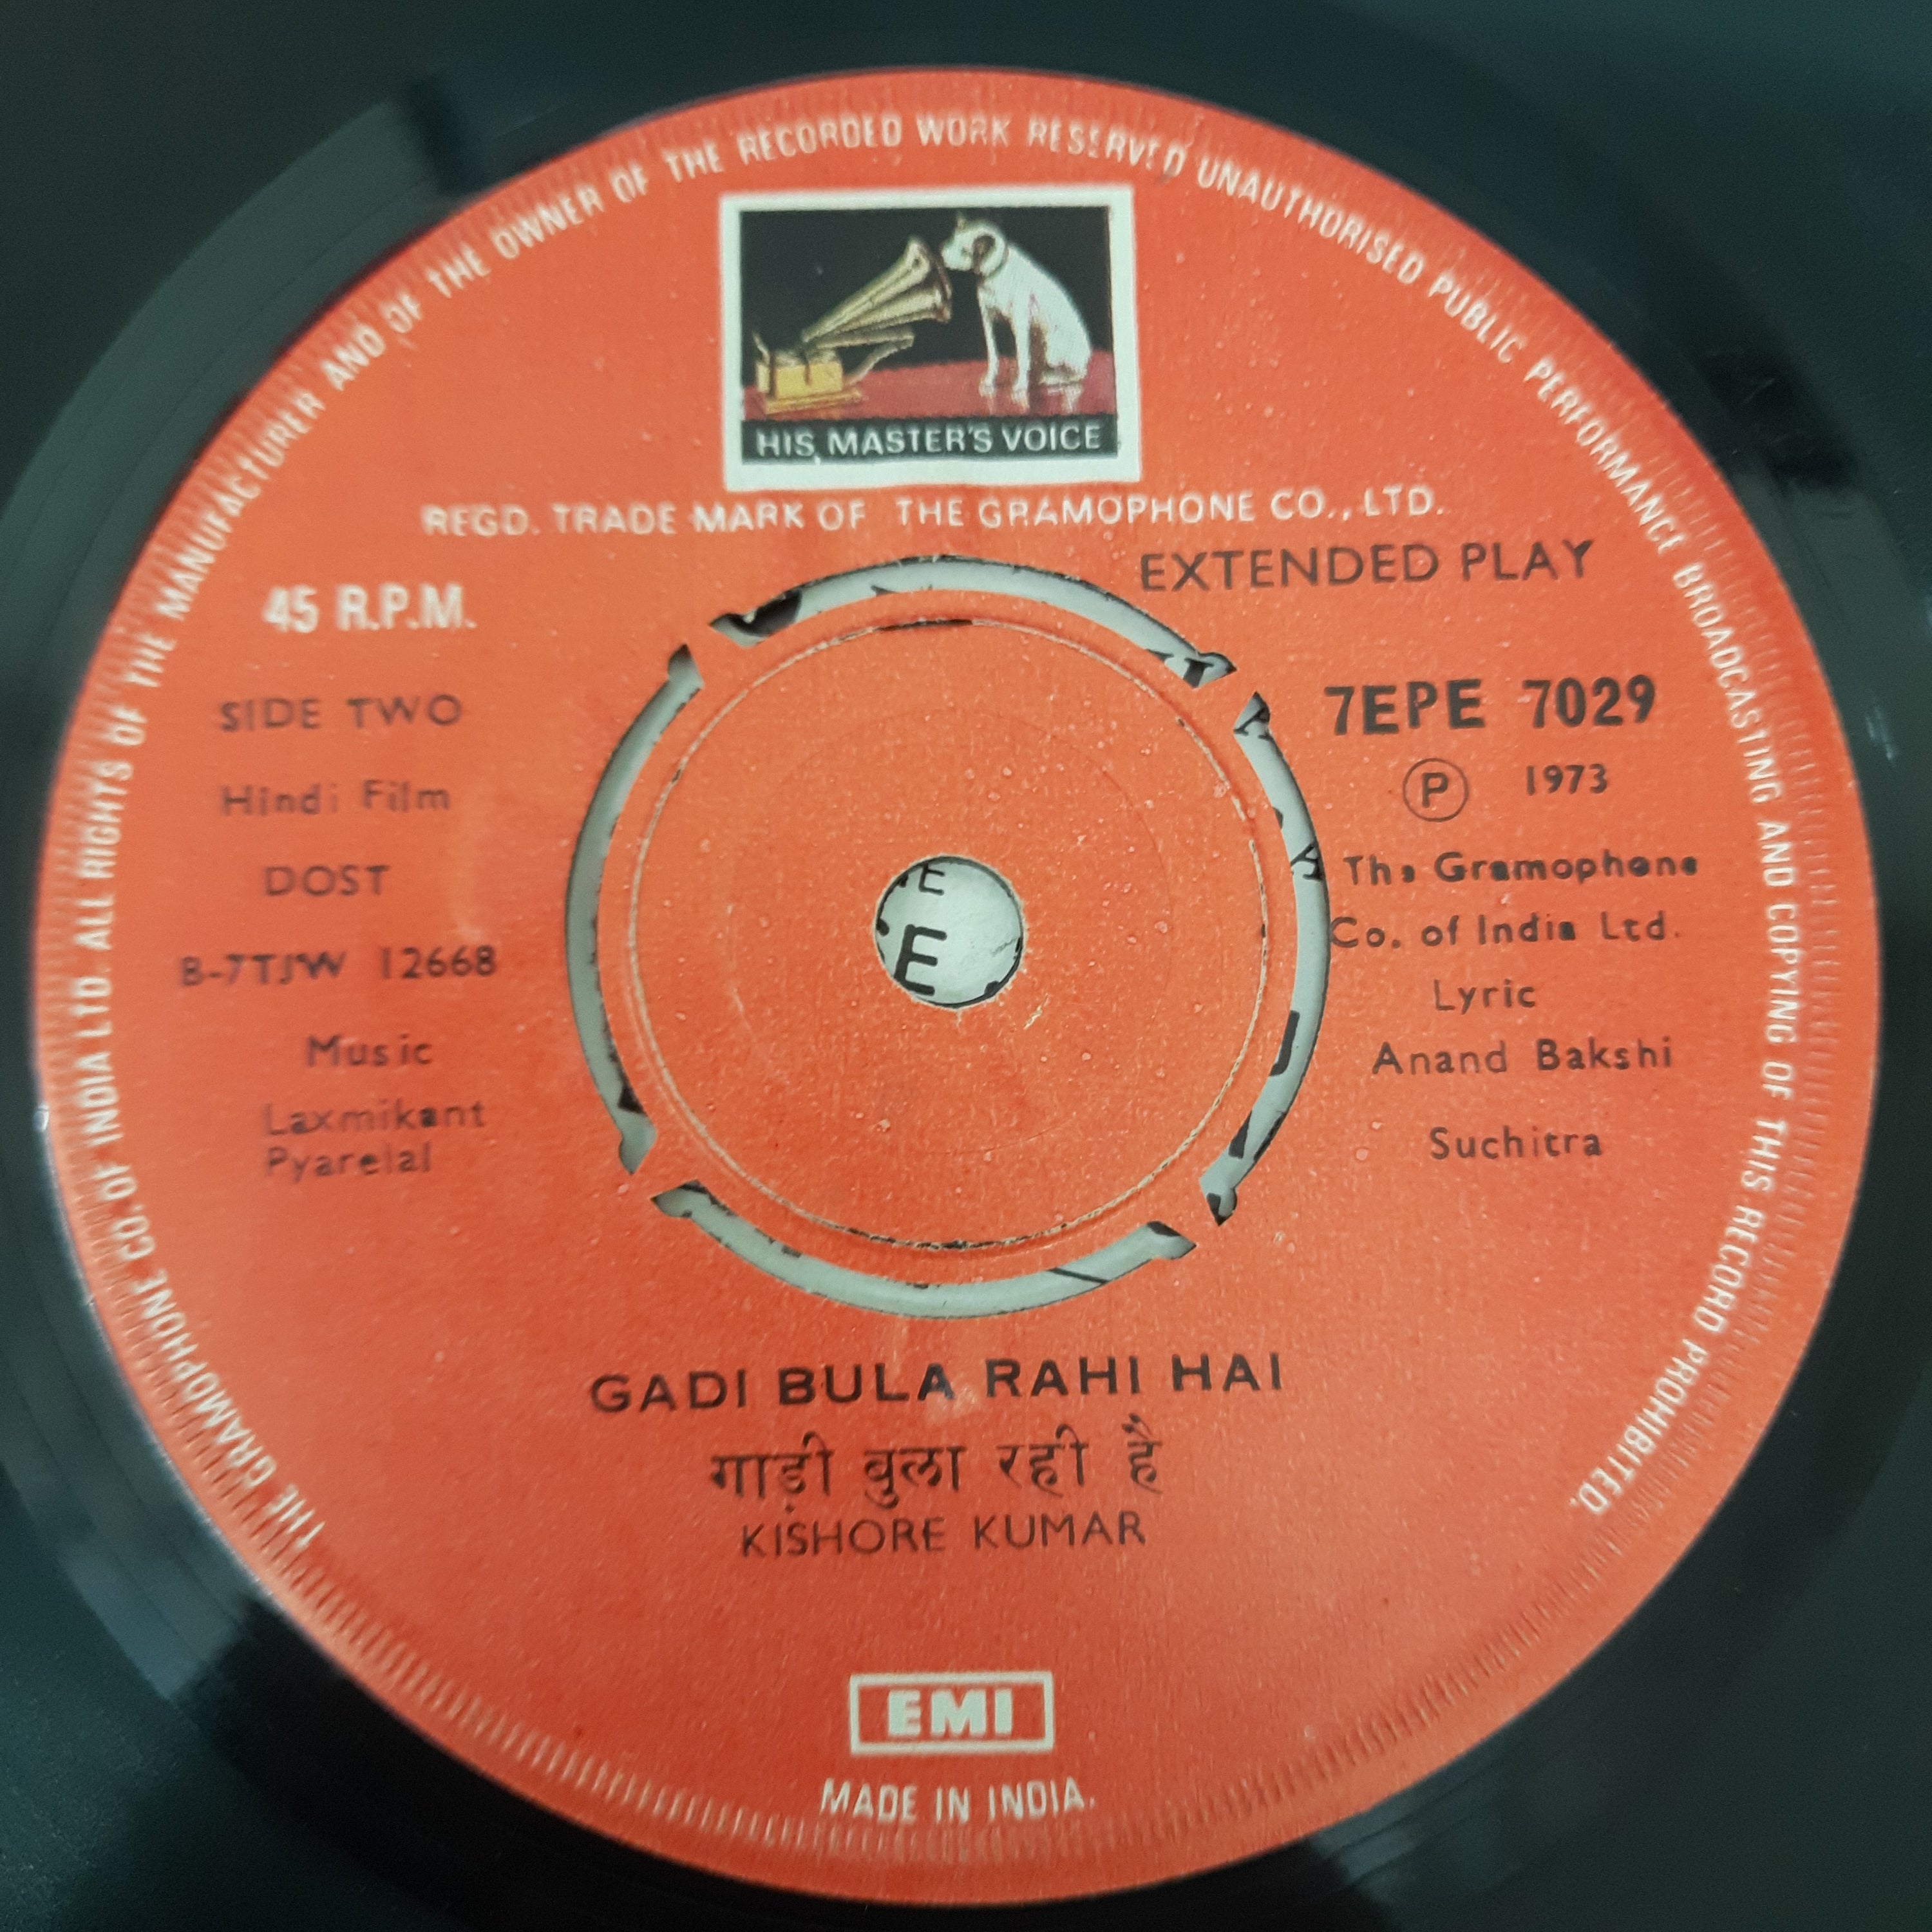 THE GRAMOPHONE CO. OF INDIA LTD. ALL RIGHTS OF THE MANUFACTURER AND OF THE OWNER OF THE RECORDED WORK RESERVED UNAUTHORISED PUBLIC PERFORMANCE BROADCASTING AND COPYING OF THIS RECORD PROHIBITED.
HIS MASTER'S VOICE
REGD. TRADE MARK OF THE GRAMOPHONE CO., LTD.
EXTENDED PLAY
45 R.P.M.
SIDE TWO
Hindi Film
DOST
B-7TJW 12668
Music
Laxmikant
Pyarelal
7EPE 7029
Ⓟ 1973
The Gramophone
Co. of India Ltd.
Lyric
Anand Bakshi
Suchitra
GADI BULA RAHI HAI
गाड़ी बुला रही है
KISHORE KUMAR
EMI
MADE IN INDIA.